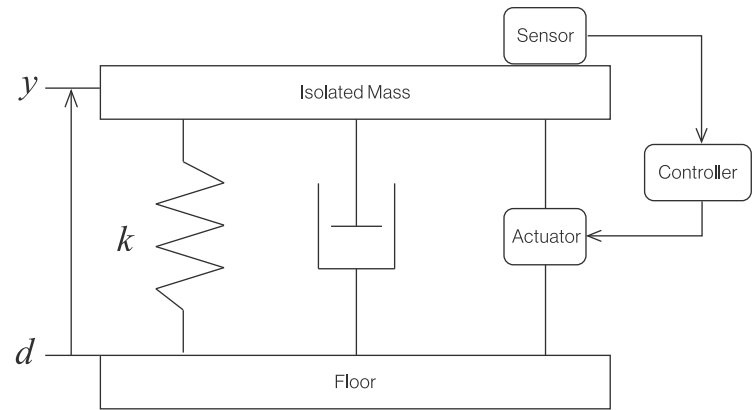 Sensor
y
Isolated Mass
Controller
k
Actuator
d
Floor